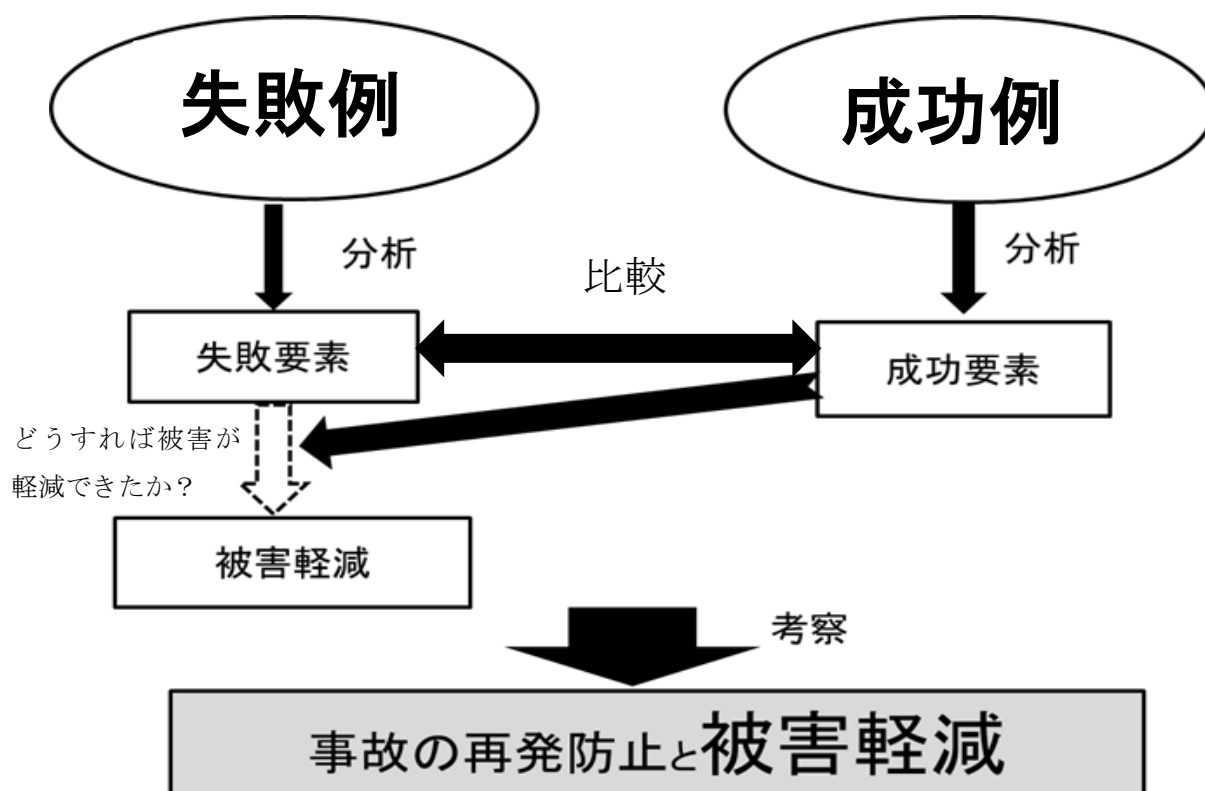 失敗例
成功例
分析
分析
比較
失敗要素
成功要素
どうすれば被害が
軽減できたか？
被害軽減
考察
事故の再発防止と被害軽減